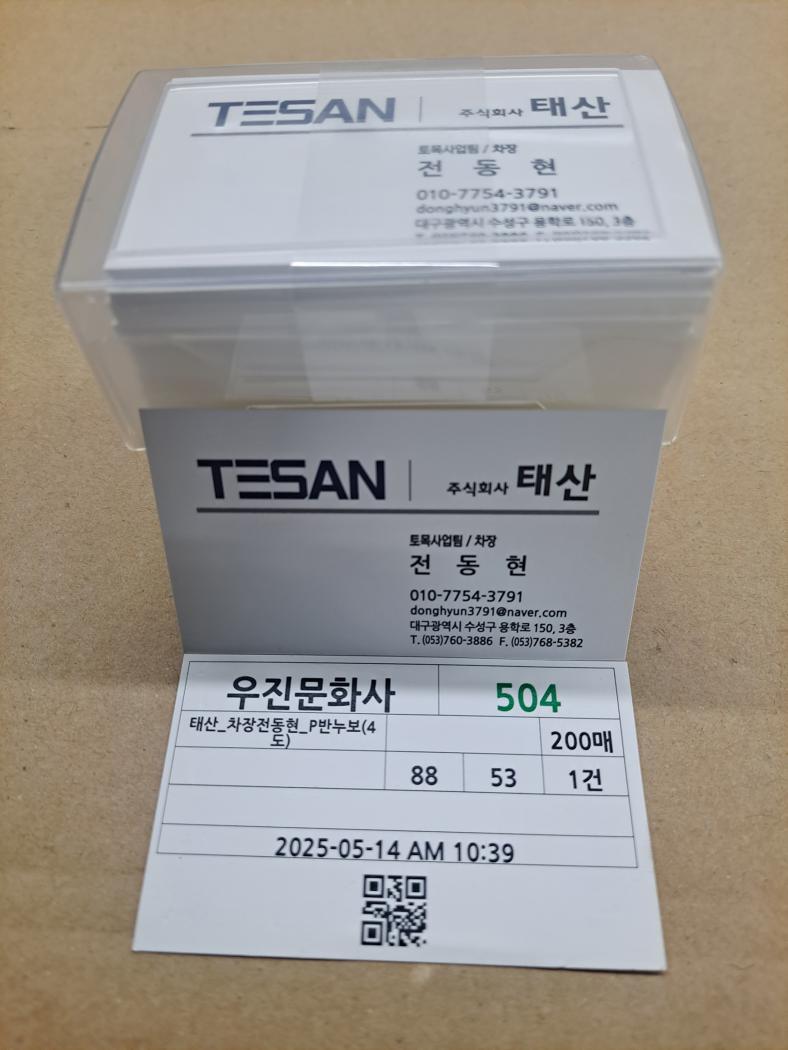 TESAN | 주식회사 태산
토목사업팀 / 차장
전 동 현
010-7754-3791
donghyun3791@naver.com
대구광역시 수성구 용학로 150, 3층
TESAN | 주식회사 태산
토목사업팀 / 차장
전 동 현
010-7754-3791
donghyun3791@naver.com
대구광역시 수성구 용학로 150, 3층
T. (053)760-3886 F. (053)768-5382
우진문화사 504
태산_차장전동현_P반누보(4
도)
200매
88 53 1건
2025-05-14 AM 10:39